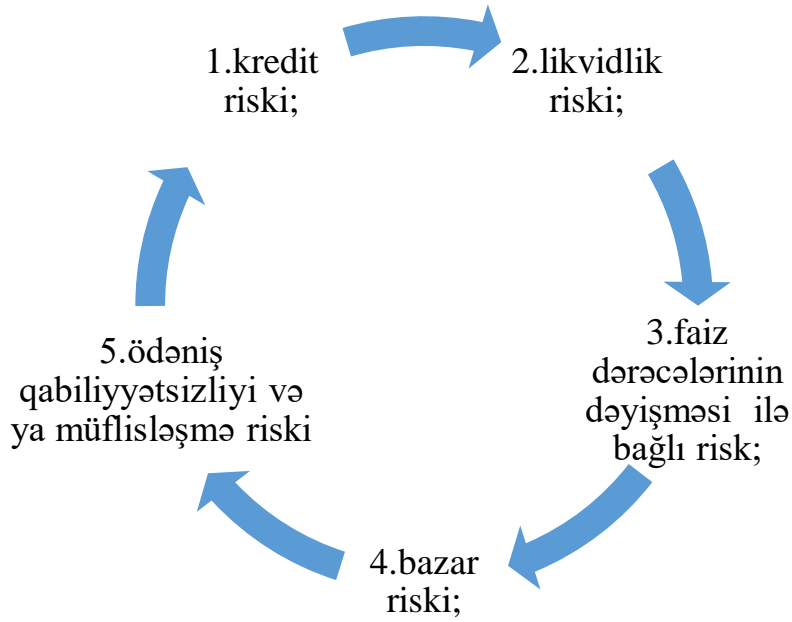 1.kredit
riski;
2.likvidlik
riski;
3.faiz
dərəcələrinin
dəyişməsi  ilə
bağlı risk;
4.bazar
riski;
5.ödəniş
qabiliyyətsizliyi və
ya müflisləşmə riski